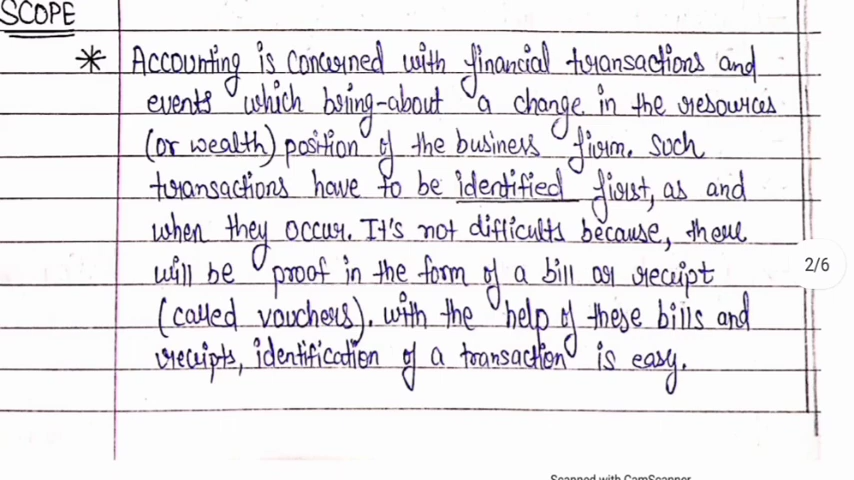 SCOPE
* Accounting is concerned with financial transactions and
events which bring-about a change in the resources
(or wealth) position of the business firm. Such
transactions have to be identified first, as and
when they occur. It's not difficults because, there
will be proof in the form of a bill or receipt
(called vouchers). with the help of these bills and
receipts, identification of a transaction is easy.
2/6
Scanned with CamScanner